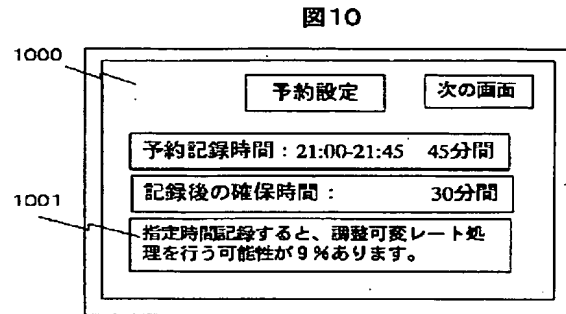 図10
1000
予約設定
次の画面
予約記録時間：21:00-21:45 45分間
記録後の確保時間： 30分間
1001
指定時間記録すると、調整可変レート処
理を行う可能性が９％あります。